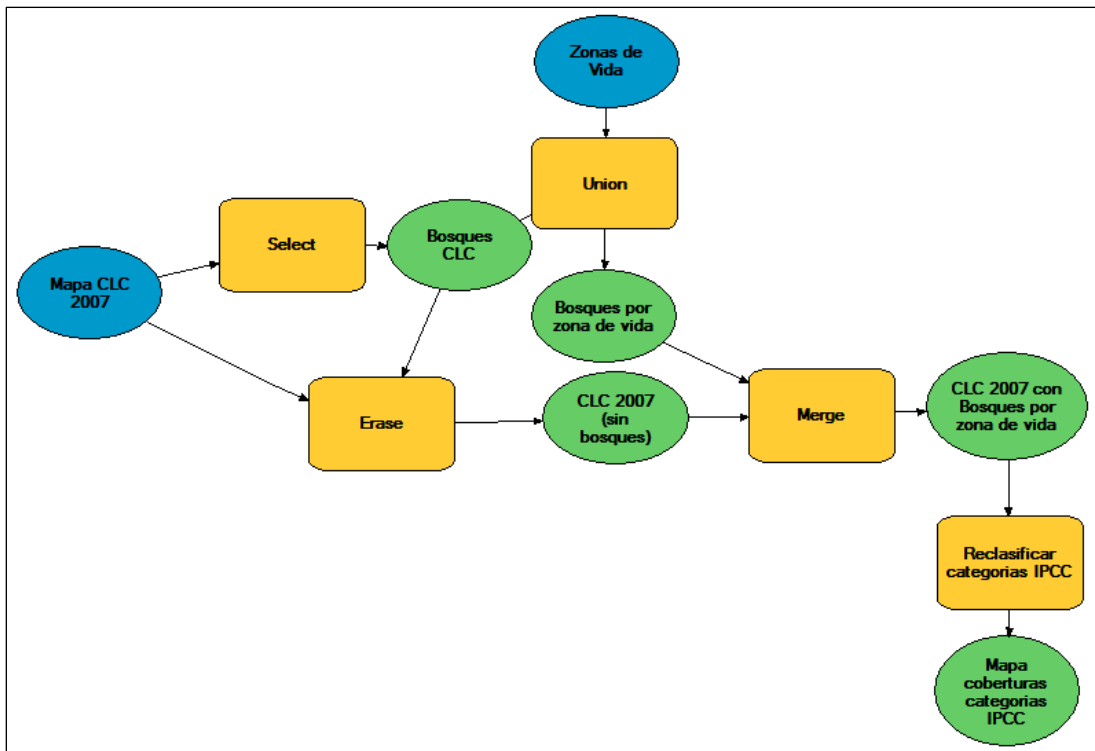 Zonas de
Vida
Union
Select
Bosques
CLC
Mapa CLC
2007
Bosques por
zona de vida
Erase
CLC 2007
(sin
bosques)
Merge
CLC 2007 con
Bosques por
zona de vida
Reclasificar
categorias IPCC
Mapa
coberturas
categorias
IPCC